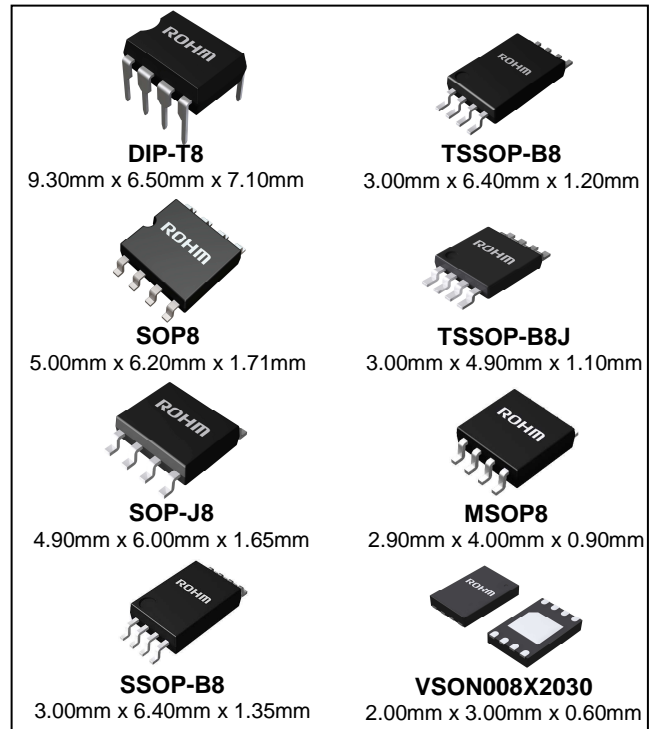 ROHM
DIP-T8
9.30mm x 6.50mm x 7.10mm
ROHM
TSSOP-B8
3.00mm x 6.40mm x 1.20mm
ROHM
SOP8
5.00mm x 6.20mm x 1.71mm
ROHM
TSSOP-B8J
3.00mm x 4.90mm x 1.10mm
ROHM
SOP-J8
4.90mm x 6.00mm x 1.65mm
ROHM
MSOP8
2.90mm x 4.00mm x 0.90mm
ROHM
SSOP-B8
3.00mm x 6.40mm x 1.35mm
ROHM
VSON008X2030
2.00mm x 3.00mm x 0.60mm